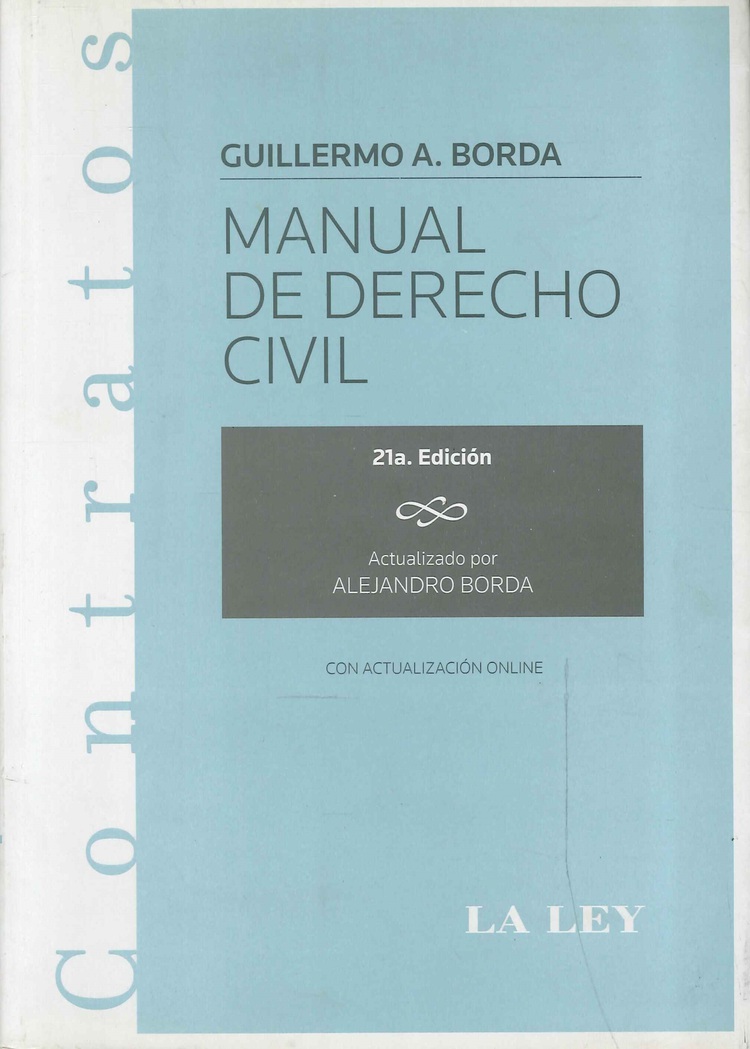 Contratos
GUILLERMO A. BORDA
MANUAL
DE DERECHO
CIVIL
21a. Edición
Actualizado por
ALEJANDRO BORDA
CON ACTUALIZACIÓN ONLINE
LA LEY